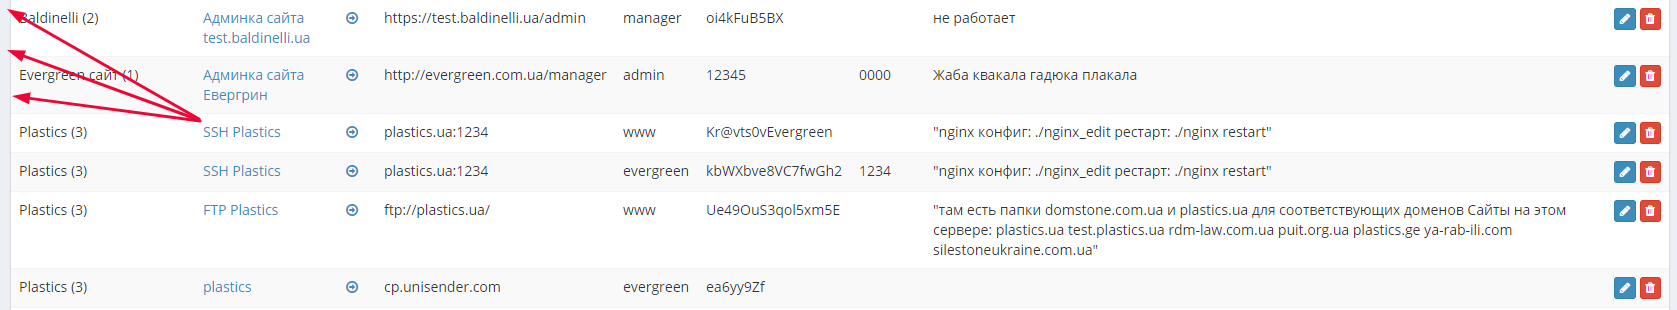 Baldinelli (2) Админка сайта https://test.baldinelli.ua/admin manager oi4kFuB5BX не работает
test.baldinelli.ua
Evergreen сайт (1) Админка сайта http://evergreen.com.ua/manager admin 12345 0000 Жаба квакала гадюка плакала
Евергрин
Plastics (3) SSH Plastics plastics.ua:1234 www Kr@vts0vEvergreen "nginx конфиг: ./nginx_edit рестарт: ./nginx restart"
Plastics (3) SSH Plastics plastics.ua:1234 evergreen kbWXbve8VC7fwGh2 1234 "nginx конфиг: ./nginx_edit рестарт: ./nginx restart"
Plastics (3) FTP Plastics ftp://plastics.ua/ www Ue49OuS3qol5xm5E "там есть папки domstone.com.ua и plastics.ua для соответствующих доменов Сайты на этом
сервере: plastics.ua test.plastics.ua rdm-law.com.ua puit.org.ua plastics.ge ya-rab-ili.com
silestoneukraine.com.ua"
Plastics (3) plastics cp.unisender.com evergreen ea6yy9Zf